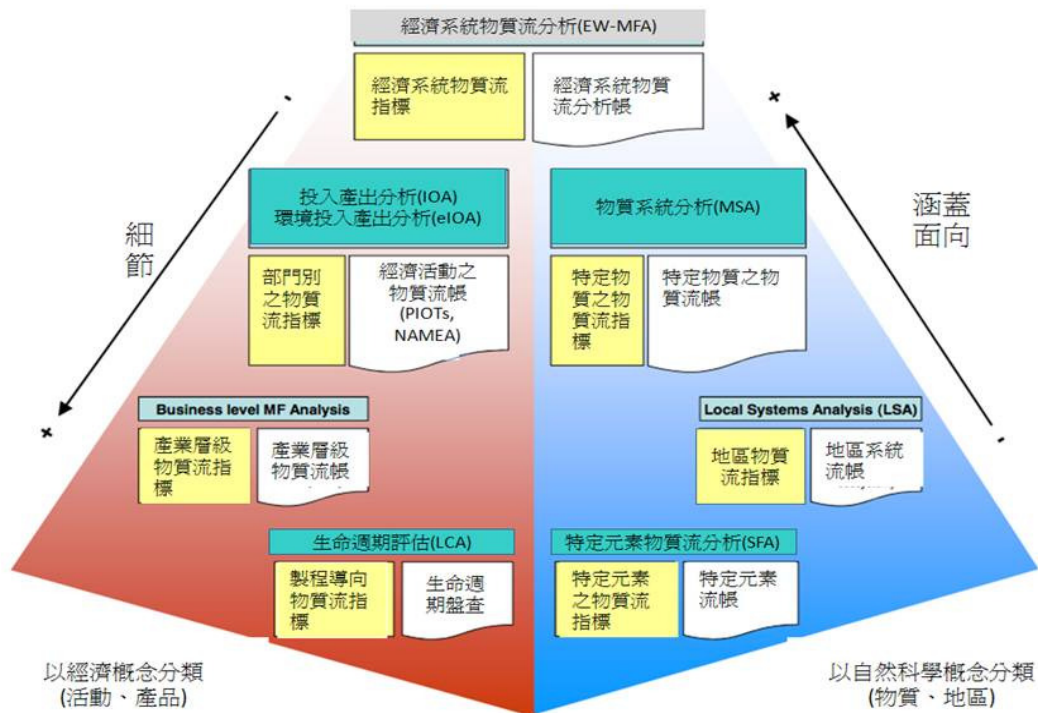 經濟系統物質流分析(EW-MFA)
經濟系統物質流
指標
經濟系統物質
流分析帳
-
+
細
節
涵蓋
面向
投入產出分析(IOA)
環境投入產出分析(eIOA)
物質系統分析(MSA)
部門別
之物質
流指標
經濟活動之
物質流帳
(PIOTs,
NAMEA)
特定物
質之物
質流指
標
特定物質之物
質流帳
+
-
Business level MF Analysis
Local Systems Analysis (LSA)
產業層級
物質流指
標
產業層級
物質流帳
地區物質
流指標
地區系統
流帳
生命週期評估(LCA)
特定元素物質流分析(SFA)
製程導向
物質流指
標
生命週
期盤查
特定元素
之物質流
指標
特定元素
流帳
以經濟概念分類
(活動、產品)
以自然科學概念分類
(物質、地區)